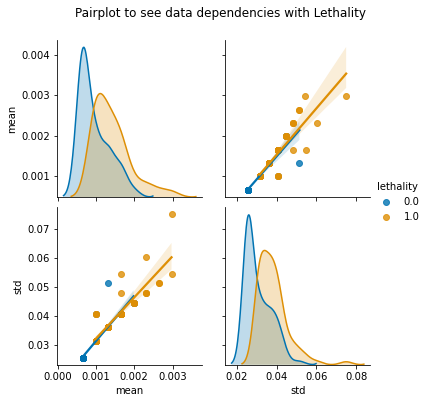 Pairplot to see data dependencies with Lethality
0.004
0.003
0.002
0.001
mean
lethality
0.0
1.0
0.07
0.06
0.05
0.04
0.03
std
0.000 0.001 0.002 0.003
mean
0.02 0.04 0.06 0.08
std